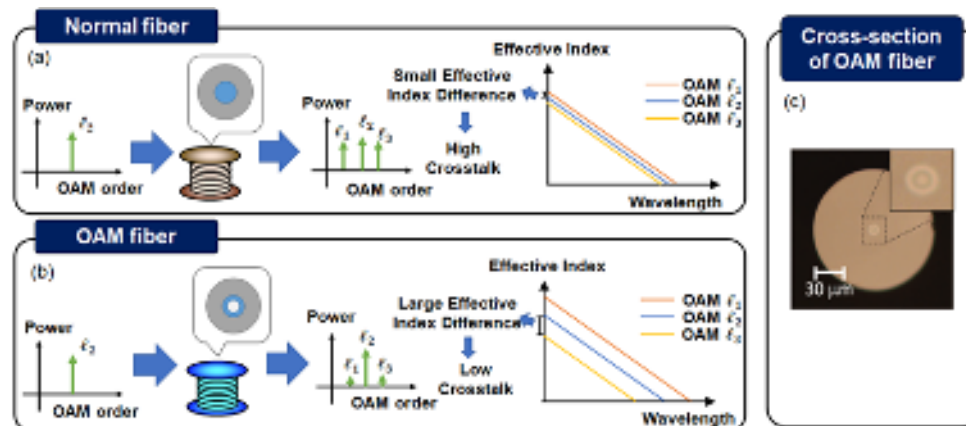 Normal fiber
(a)
Power
ℓ₂
OAM order
ℓ₁ ℓ₂ ℓ₃
OAM order
Small Effective
Index Difference
High
Crosstalk
Effective Index
OAM ℓ₁
OAM ℓ₂
OAM ℓ₃
Wavelength
OAM fiber
(b)
Power
ℓ₂
OAM order
Power
ℓ₂
ℓ₁ ℓ₃
OAM order
Large Effective
Index Difference
Low
Crosstalk
Effective Index
OAM ℓ₁
OAM ℓ₂
OAM ℓ₃
Wavelength
Cross-section
of OAM fiber
(c)
30 μm